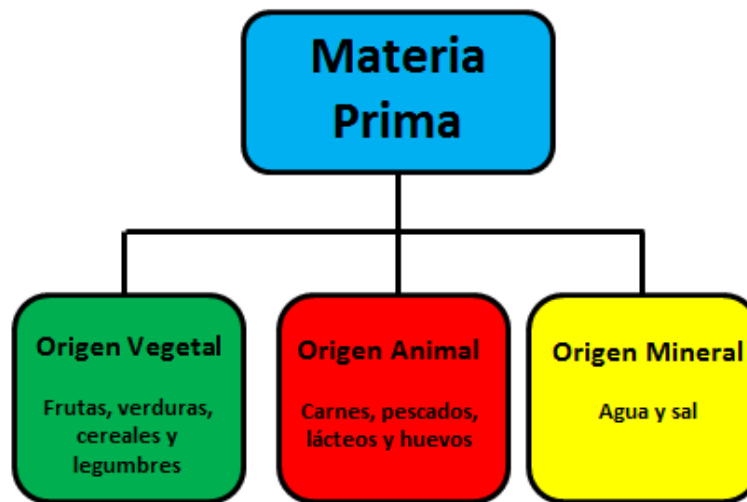 Materia
Prima
Origen Vegetal
Frutas, verduras,
cereales y
legumbres
Origen Animal
Carnes, pescados,
lácteos y huevos
Origen Mineral
Agua y sal